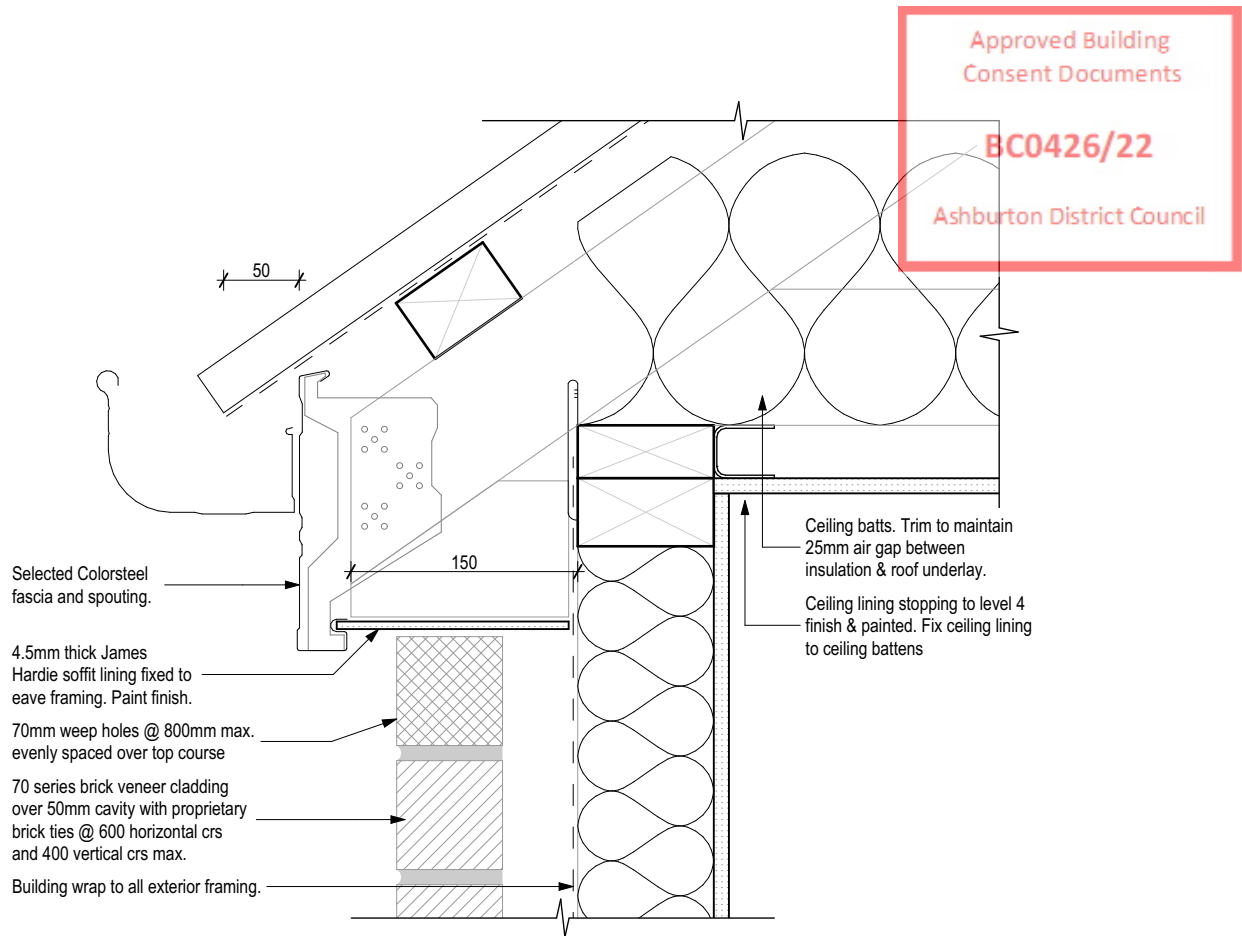 Approved Building
Consent Documents
BC0426/22
Ashburton District Council
50
150
Selected Colorsteel
fascia and spouting.
4.5mm thick James
Hardie soffit lining fixed to
eave framing. Paint finish.
70mm weep holes @ 800mm max.
evenly spaced over top course
70 series brick veneer cladding
over 50mm cavity with proprietary
brick ties @ 600 horizontal crs
and 400 vertical crs max.
Building wrap to all exterior framing.
Ceiling batts. Trim to maintain
25mm air gap between
insulation & roof underlay.
Ceiling lining stopping to level 4
finish & painted. Fix ceiling lining
to ceiling battens